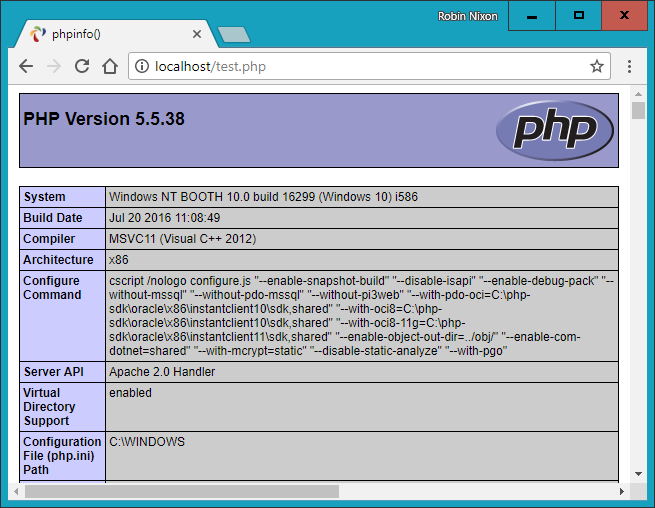 Robin Nixon
phpinfo()
localhost/test.php
PHP Version 5.5.38
php
System Windows NT BOOTH 10.0 build 16299 (Windows 10) i586
Build Date Jul 20 2016 11:08:49
Compiler MSVC11 (Visual C++ 2012)
Architecture x86
Configure Command
cscript /nologo configure.js "--enable-snapshot-build" "--disable-isapi" "--enable-debug-pack" "--
without-mssql" "--without-pdo-mssql" "--without-pi3web" "--with-pdo-oci=C:\php-
sdk\oracle\x86\instantclient10\sdk,shared" "--with-oci8=C:\php-
sdk\oracle\x86\instantclient10\sdk,shared" "--with-oci8-11g=C:\php-
sdk\oracle\x86\instantclient11\sdk,shared" "--enable-object-out-dir=../obj/" "--enable-com-
dotnet=shared" "--with-mcrypt=static" "--disable-static-analyze" "--with-pgo"
Server API Apache 2.0 Handler
Virtual
Directory
Support
enabled
Configuration
File (php.ini)
Path
C:\WINDOWS